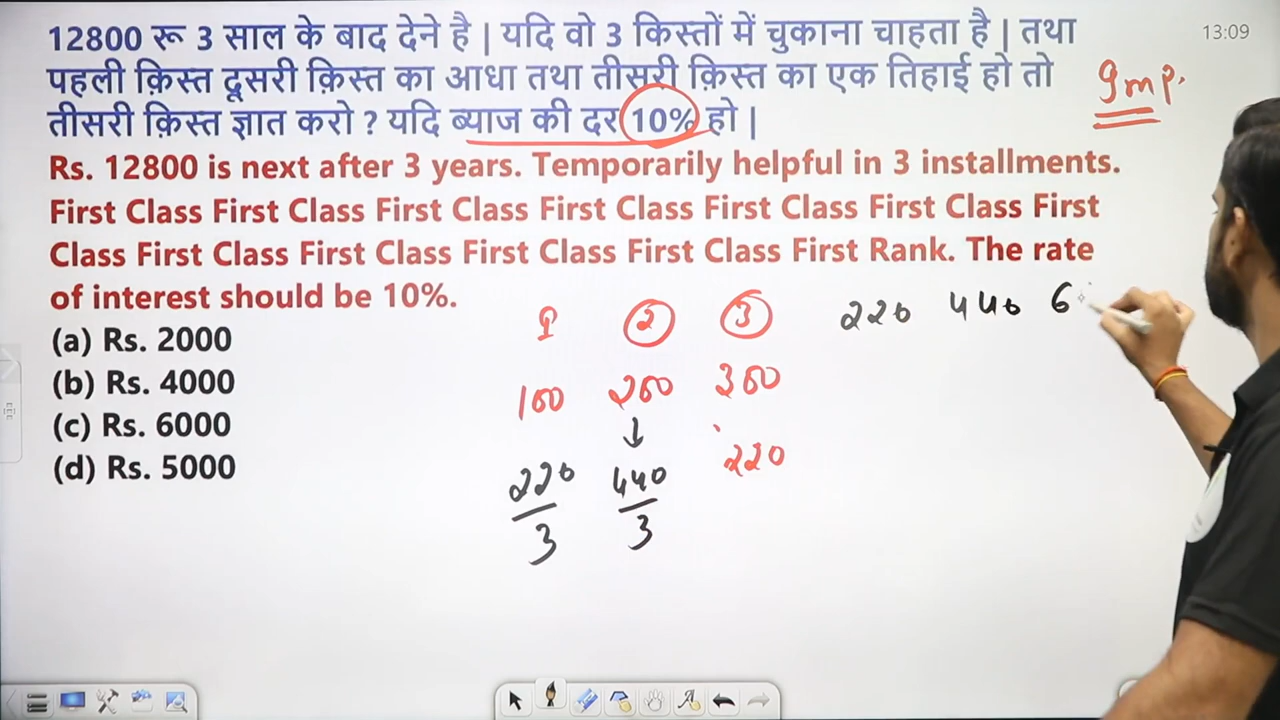 12800 रू 3 साल के बाद देने है | यदि वो 3 किस्तों में चुकाना चाहता है | तथा
पहली क़िस्त दूसरी क़िस्त का आधा तथा तीसरी क़िस्त का एक तिहाई हो तो
तीसरी क़िस्त ज्ञात करो ? यदि ब्याज की दर 10% हो |
13:09
Imp.
Rs. 12800 is next after 3 years. Temporarily helpful in 3 installments.
First Class First Class First Class First Class First Class First Class First
Class First Class First Class First Class First Class First Rank. The rate
of interest should be 10%.
(a) Rs. 2000
(b) Rs. 4000
(c) Rs. 6000
(d) Rs. 5000
1 2 3
100 200 300
220
220/3 440/3
220 440 6